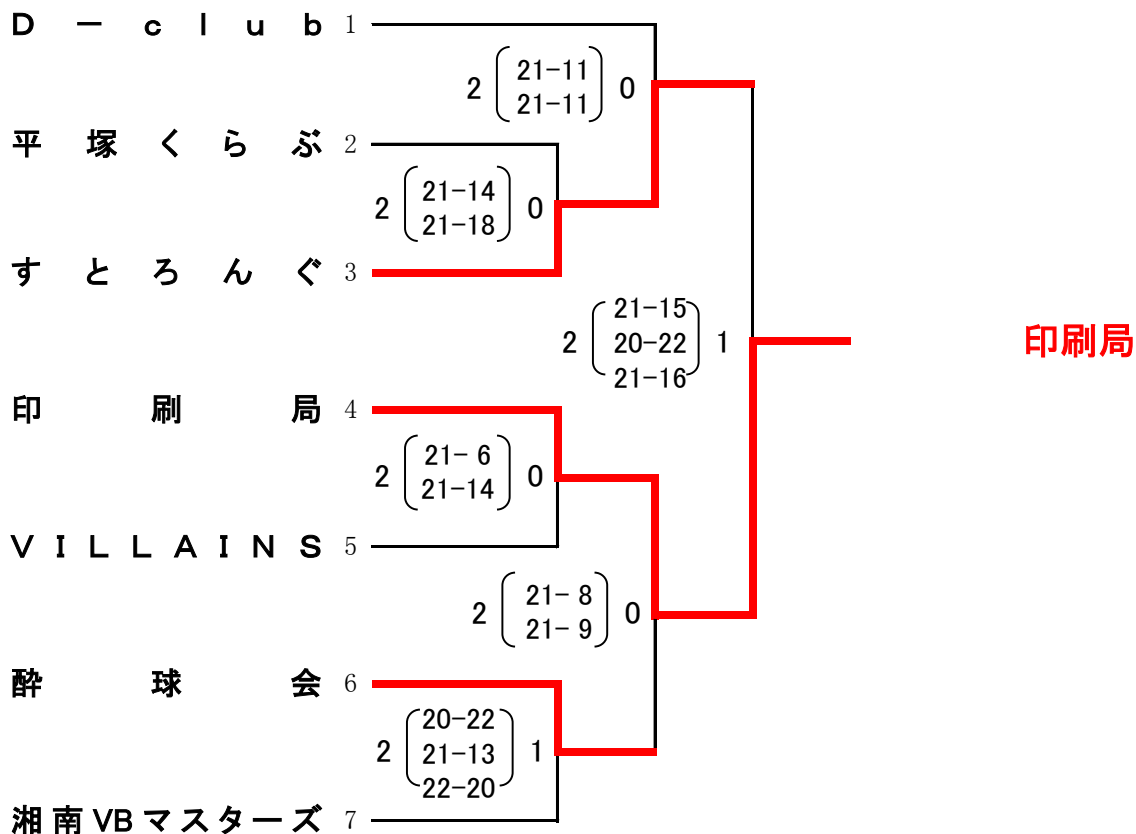 D－club 1
2 21-11 0
21-11
平塚くらぶ 2
2 21-14 0
21-18
すとろんぐ 3
21-15
2 20-22 1
21-16
印刷局
印刷局 4
2 21- 6 0
21-14
VILLAINS 5
2 21- 8 0
21- 9
酔球会 6
20-22
2 21-13 1
22-20
湘南VBマスターズ 7